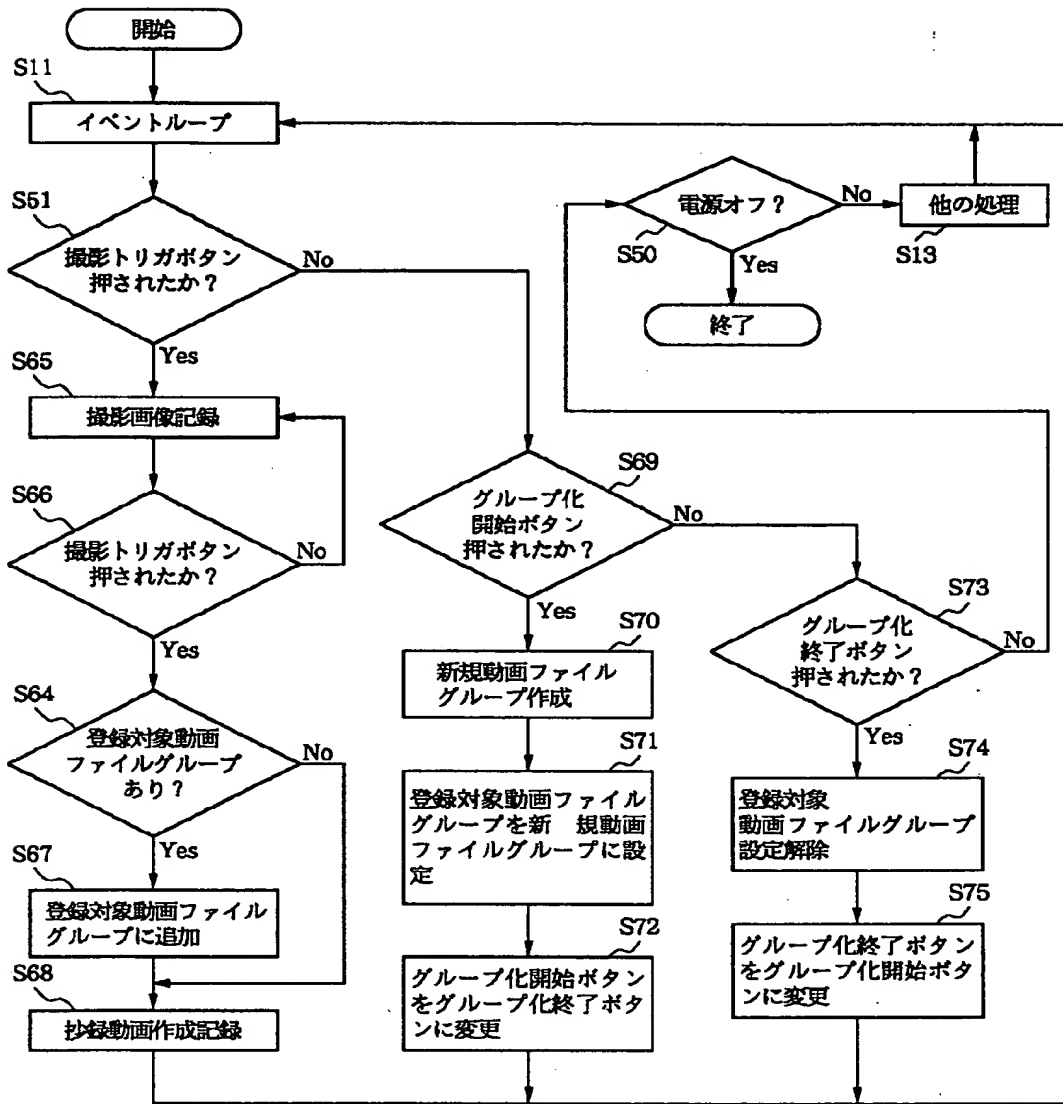 開始
S11
イベントループ
S51
撮影トリガボタン
押されたか？
No
Yes
S65
撮影画像記録
S66
撮影トリガボタン
押されたか？
No
Yes
S64
登録対象動画
ファイルグループ
あり？
No
Yes
S67
登録対象動画ファイル
グループに追加
S68
抄録動画作成記録
電源オフ？
No
S50
Yes
他の処理
S13
終了
S69
グループ化
開始ボタン
押されたか？
No
Yes
S70
新規動画ファイル
グループ作成
S71
登録対象動画ファイル
グループを新　規動画
ファイルグループに設
定
S72
グループ化開始ボタン
をグループ化終了ボタ
ンに変更
S73
グループ化
終了ボタン
押されたか？
No
Yes
S74
登録対象
動画ファイルグループ
設定解除
S75
グループ化終了ボタン
をグループ化開始ボタ
ンに変更